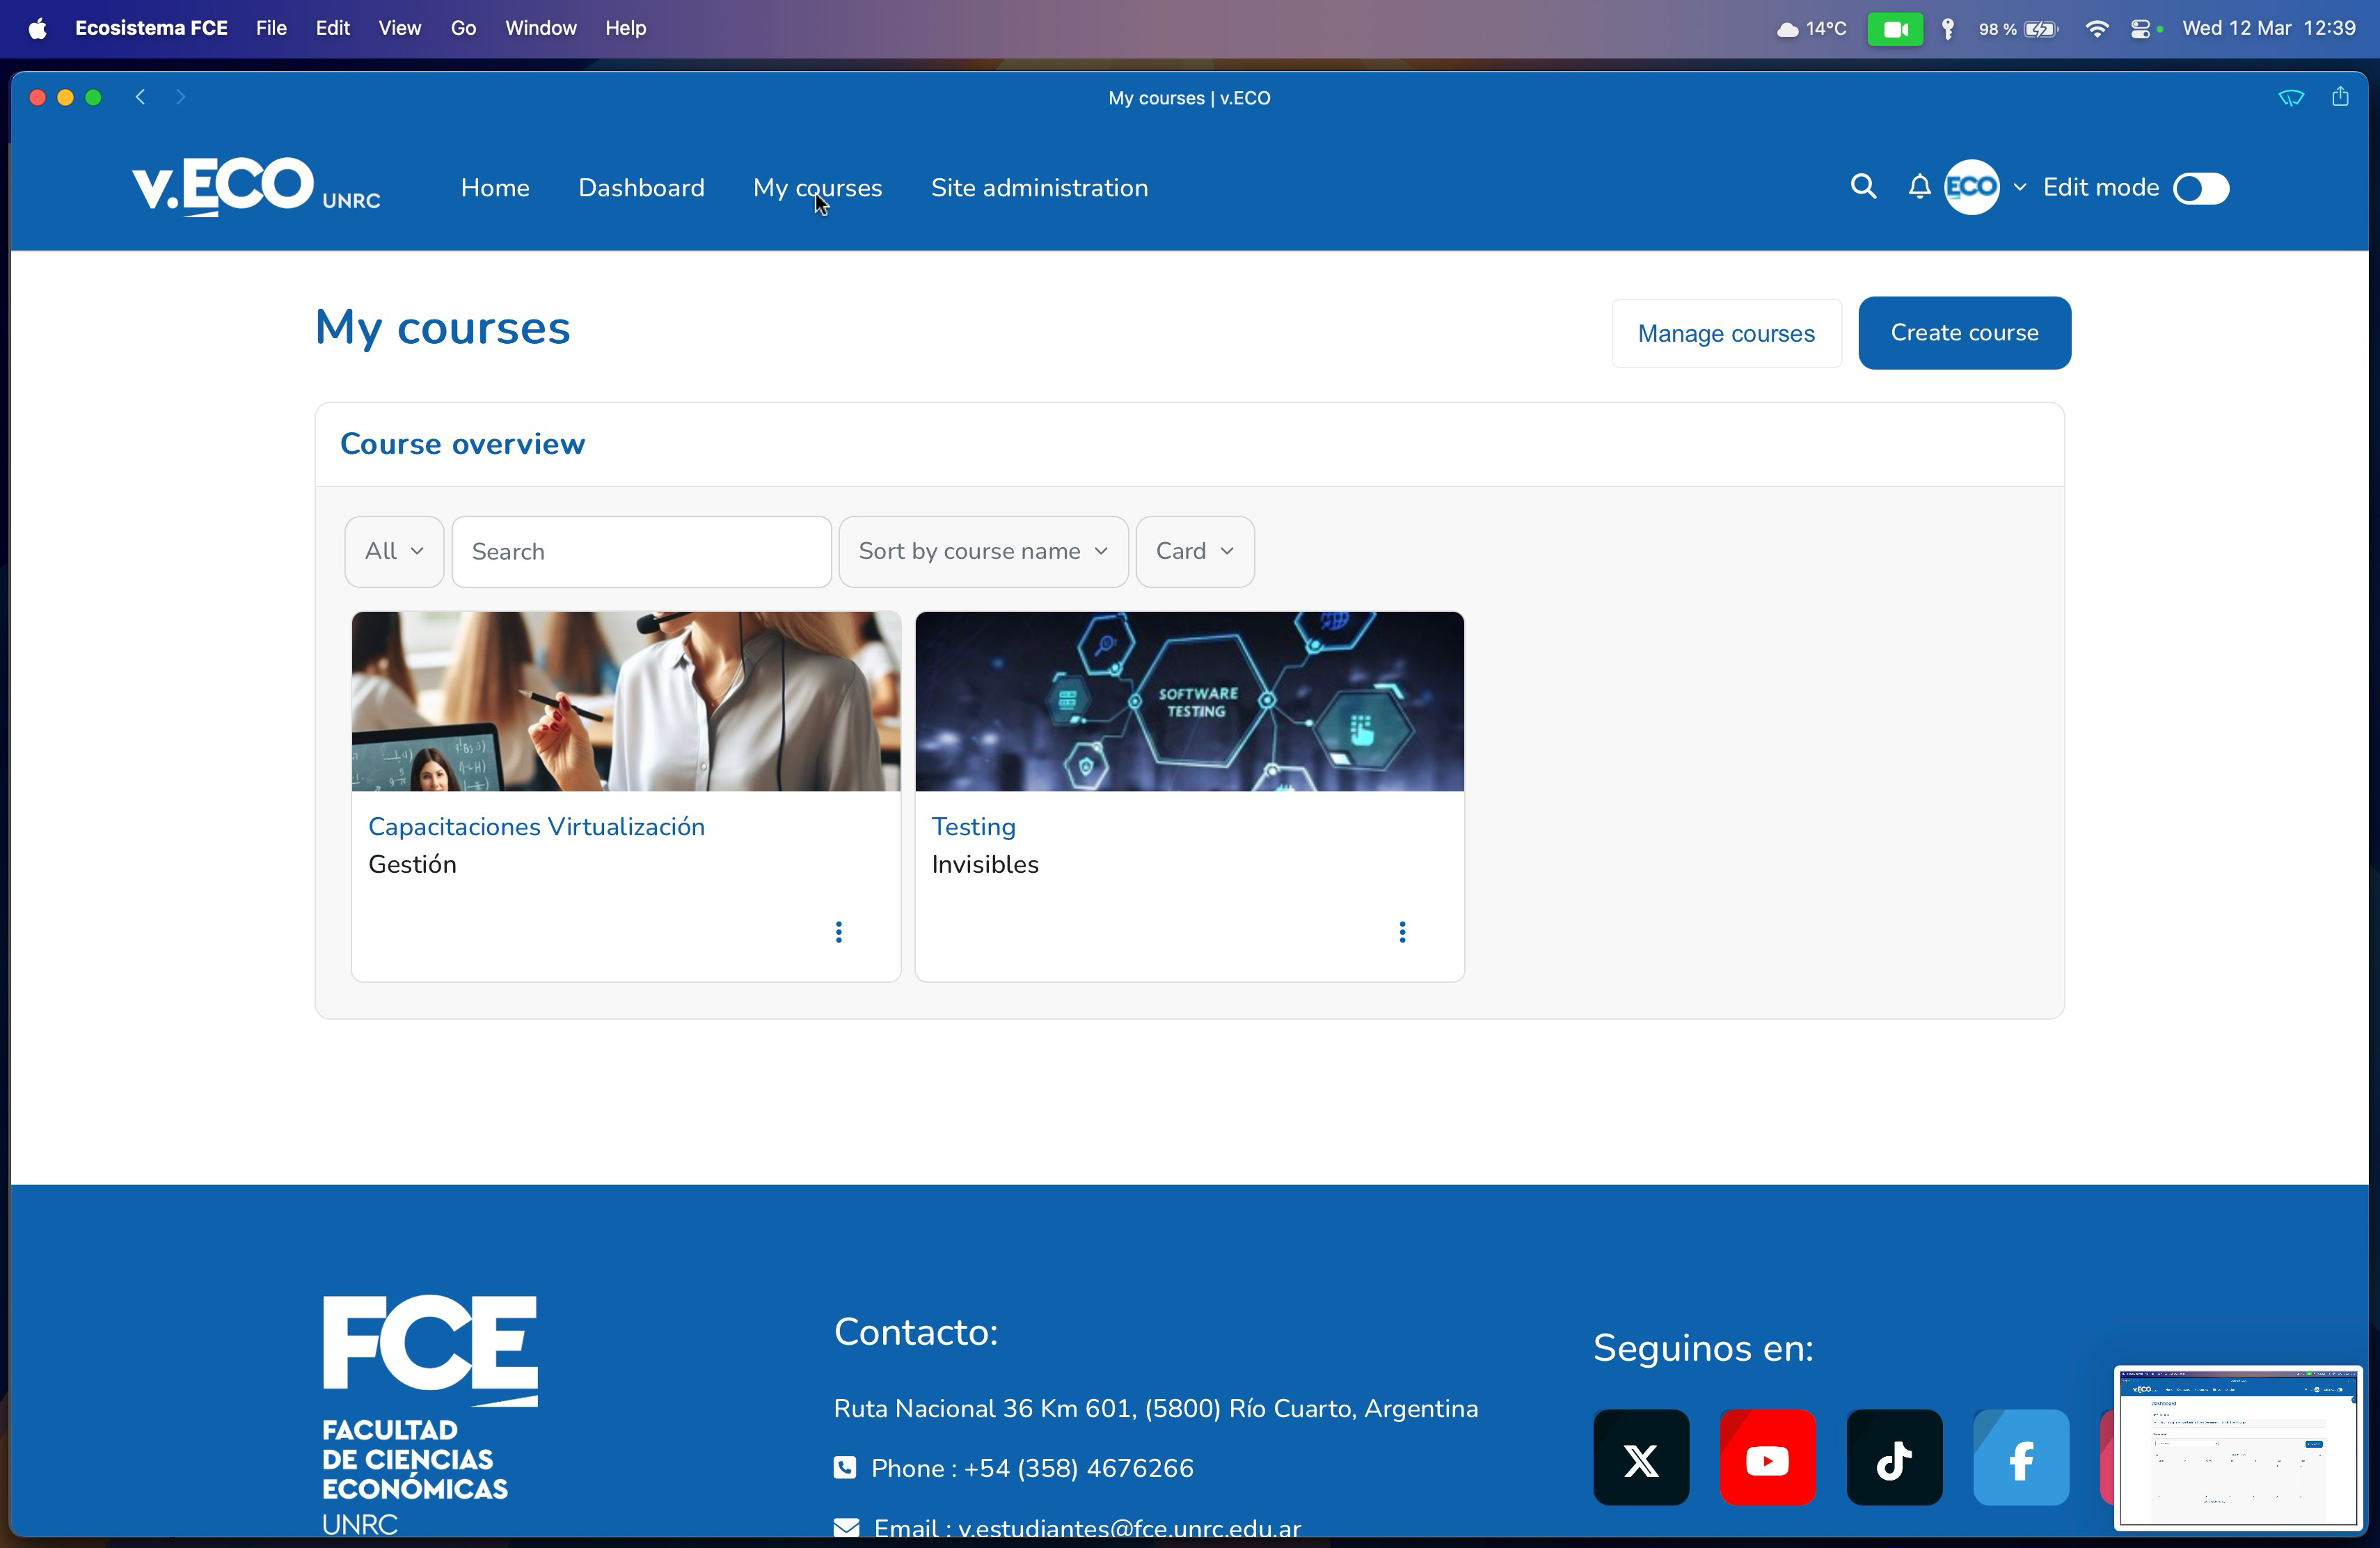 Ecosistema FCE File Edit View Go Window Help
14°C 98 % Wed 12 Mar 12:39
My courses | v.ECO
v.ECO UNRC Home Dashboard My courses Site administration ECO Edit mode
My courses
Manage courses Create course
Course overview
All Search Sort by course name Card
SOFTWARE
TESTING
Capacitaciones Virtualización
Gestión
Testing
Invisibles
FCE
FACULTAD
DE CIENCIAS
ECONÓMICAS
UNRC
Contacto:
Ruta Nacional 36 Km 601, (5800) Río Cuarto, Argentina
Phone : +54 (358) 4676266
Email : v.estudiantes@fce.unrc.edu.ar
Seguinos en: